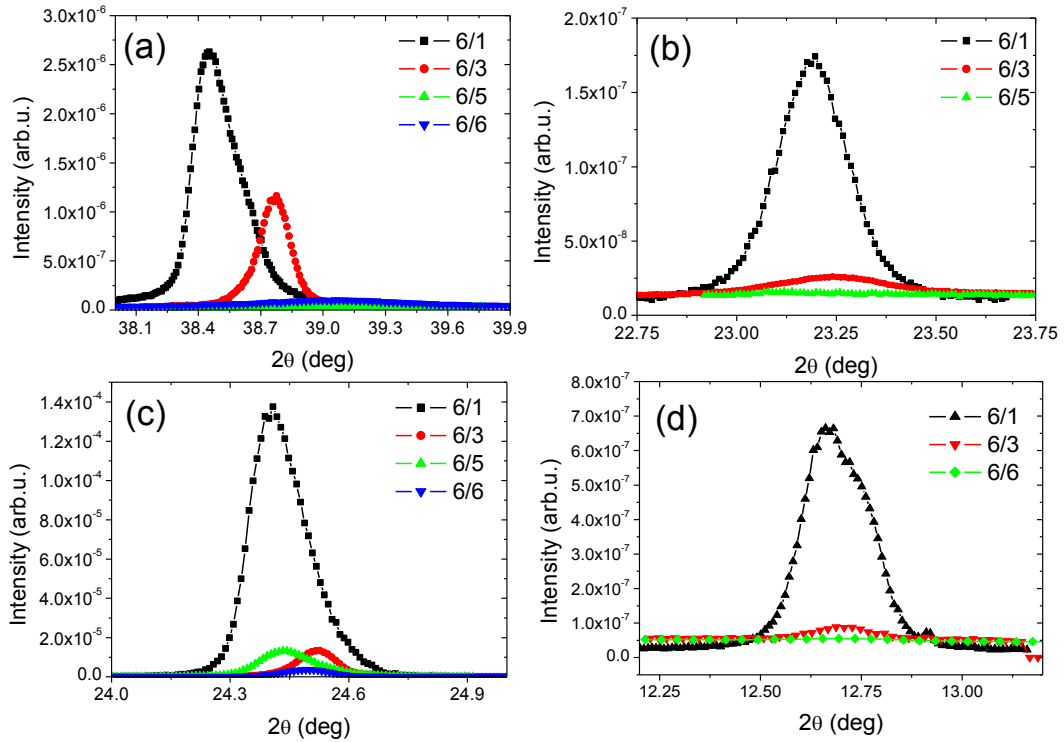 (a)
6/1
6/3
6/5
6/6
3.0x10-6
2.5x10-6
2.0x10-6
1.5x10-6
1.0x10-6
5.0x10-7
0.0
Intensity (arb.u.)
38.1 38.4 38.7 39.0 39.3 39.6 39.9
2θ (deg)
(b)
6/1
6/3
6/5
2.0x10-7
1.5x10-7
1.0x10-7
5.0x10-8
0.0
Intensity (arb.u.)
22.75 23.00 23.25 23.50 23.75
2θ (deg)
(c)
6/1
6/3
6/5
6/6
1.4x10-4
1.2x10-4
1.0x10-4
8.0x10-5
6.0x10-5
4.0x10-5
2.0x10-5
0.0
Intensity (arb.u.)
24.0 24.3 24.6 24.9
2θ (deg)
(d)
6/1
6/3
6/6
8.0x10-7
7.0x10-7
6.0x10-7
5.0x10-7
4.0x10-7
3.0x10-7
2.0x10-7
1.0x10-7
0.0
Intensity (arb.u.)
12.25 12.50 12.75 13.00
2θ (deg)